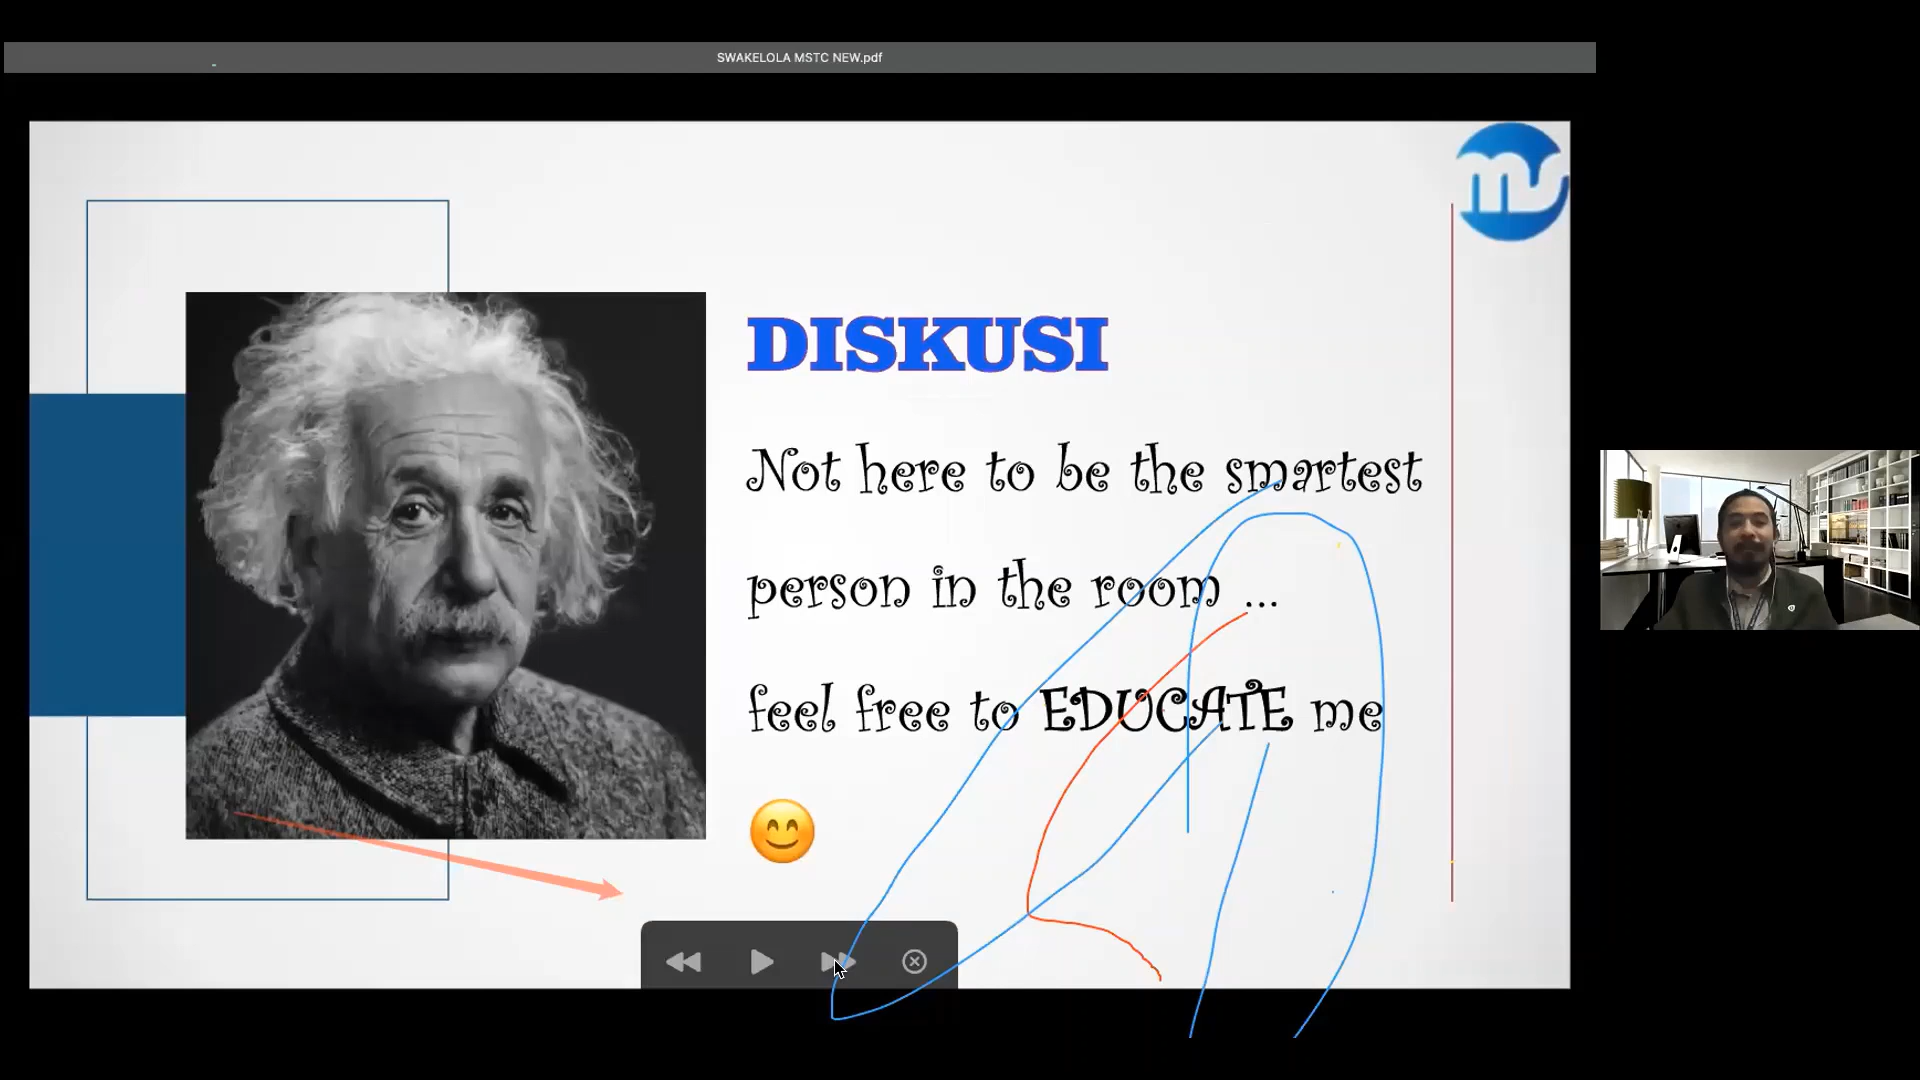 SWAKELOLA MSTC NEW.pdf
ms
DISKUSI
Not here to be the smartest
person in the room ...
feel free to EDUCATE me